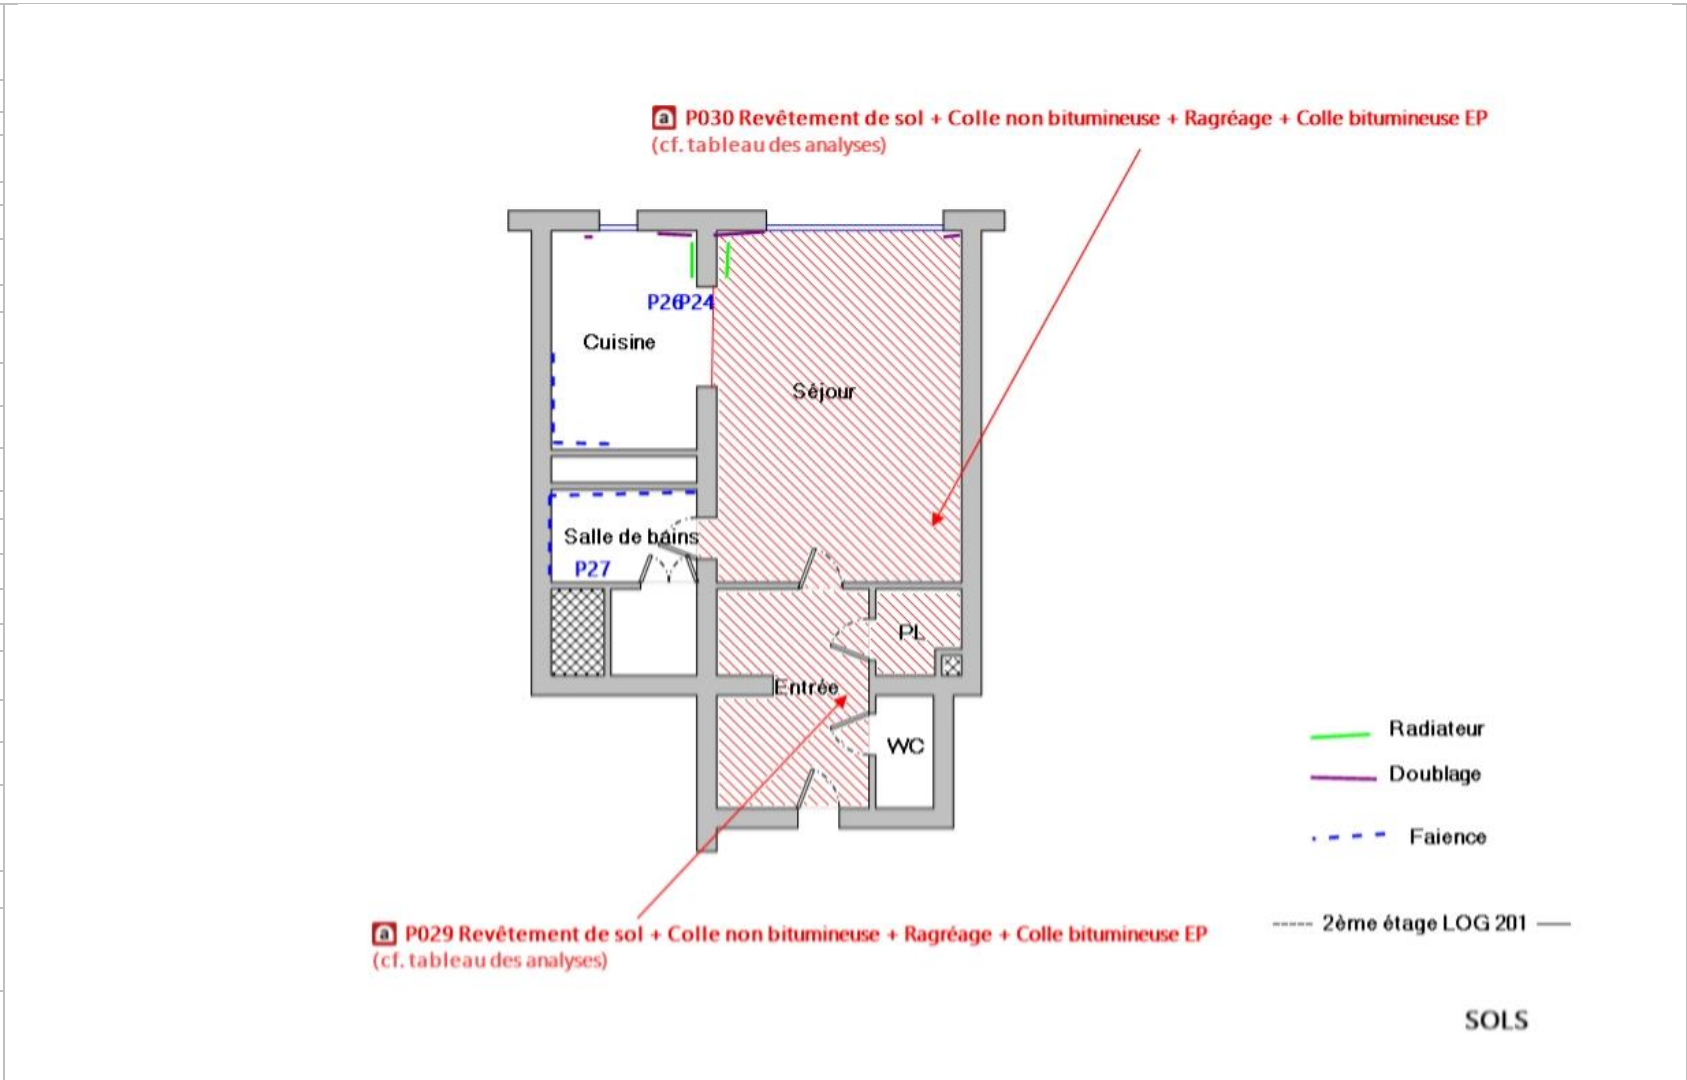 a P030 Revêtement de sol + Colle non bitumineuse + Ragréage + Colle bitumineuse EP
(cf. tableau des analyses)
P26 P24
Cuisine
Séjour
Salle de bains
P27
PL
Entrée
WC
Radiateur
Doublage
Faience
2ème étage LOG 201
a P029 Revêtement de sol + Colle non bitumineuse + Ragréage + Colle bitumineuse EP
(cf. tableau des analyses)
SOLS